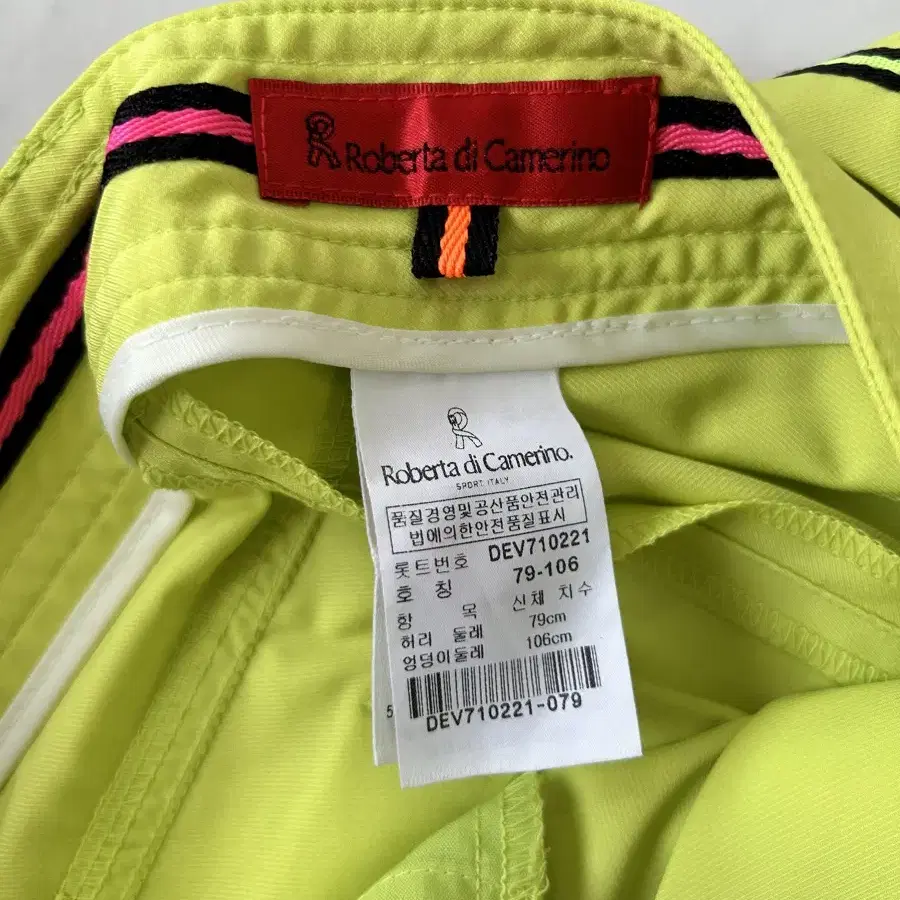 Roberta di Camerino
Roberta di Camerino.
SPORT ITALY
품질경영및공산품안전관리
법에의한안전품질표시
롯트번호 DEV710221
호 칭 79-106
항 목 신체 치수
허리 둘레 79cm
엉덩이둘레 106cm
5
DEV710221-079